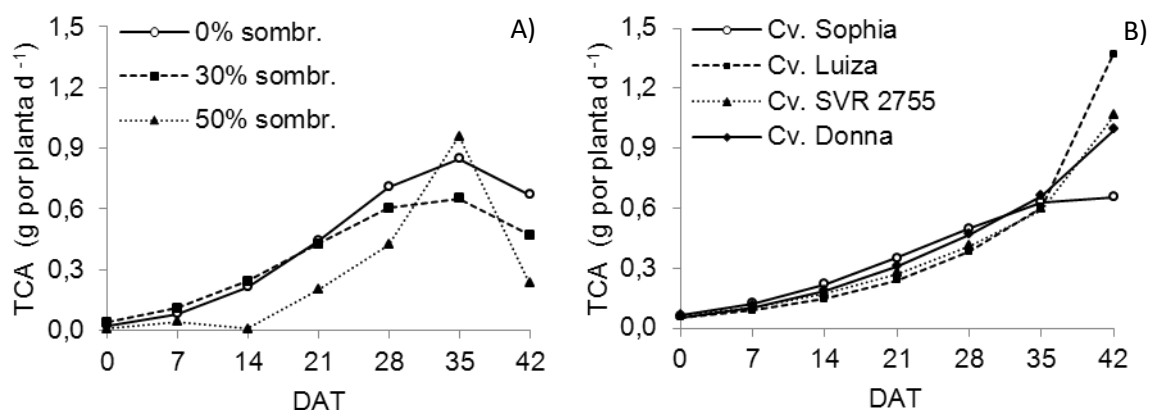 A)
1,5
1,2
0,9
0,6
0,3
0,0
TCA (g por planta d⁻¹)
0% sombr.
30% sombr.
50% sombr.
0 7 14 21 28 35 42
DAT
B)
1,5
1,2
0,9
0,6
0,3
0,0
TCA (g por planta d⁻¹)
Cv. Sophia
Cv. Luiza
Cv. SVR 2755
Cv. Donna
0 7 14 21 28 35 42
DAT